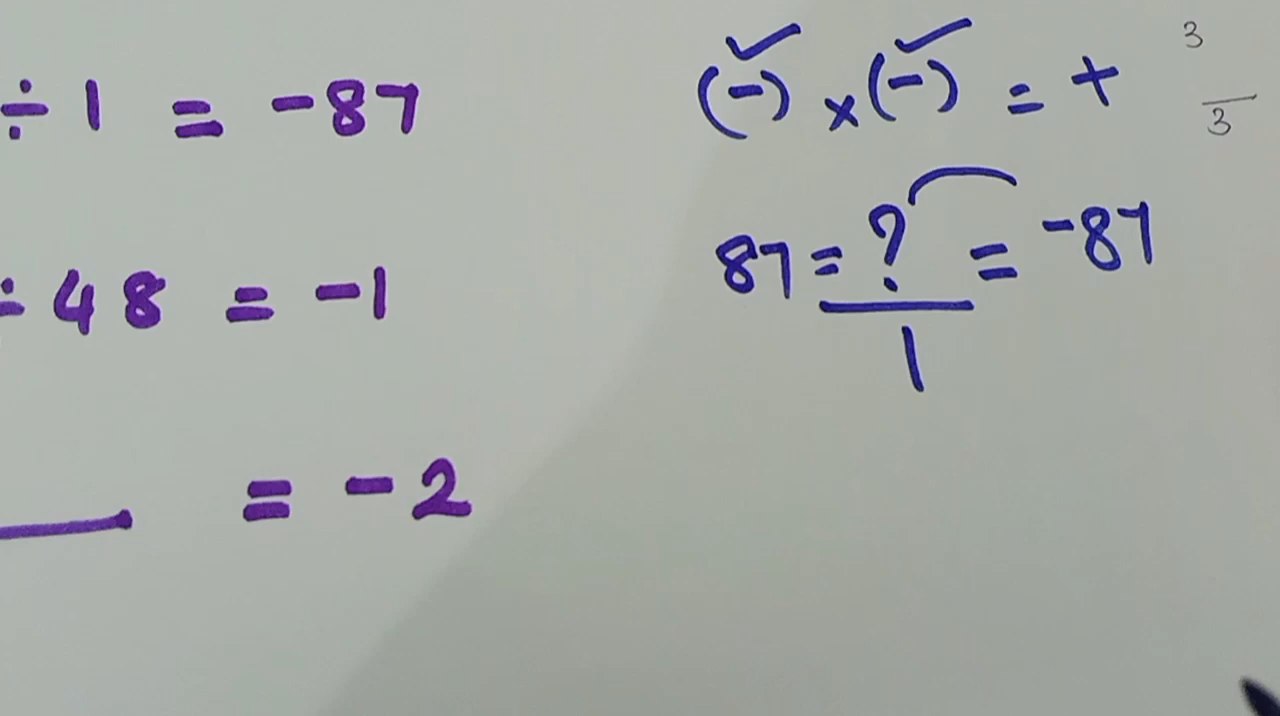 ÷ 1 = -87
÷ 48 = -1
= -2
(-) × (-) = +
87 = ? = -87
1
3
3